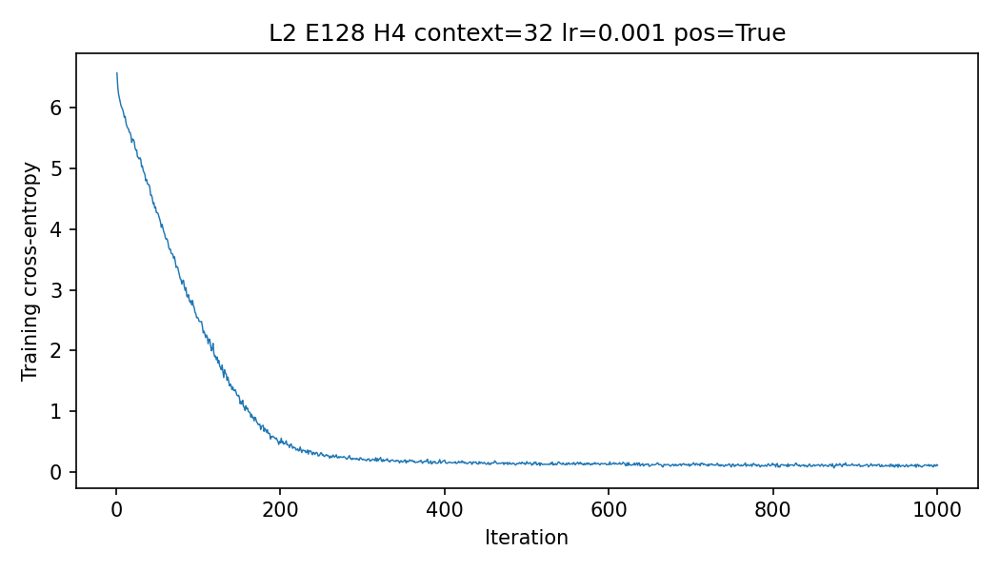 L2 E128 H4 context=32 lr=0.001 pos=True
Training cross-entropy
6
5
4
3
2
1
0
0 200 400 600 800 1000
Iteration